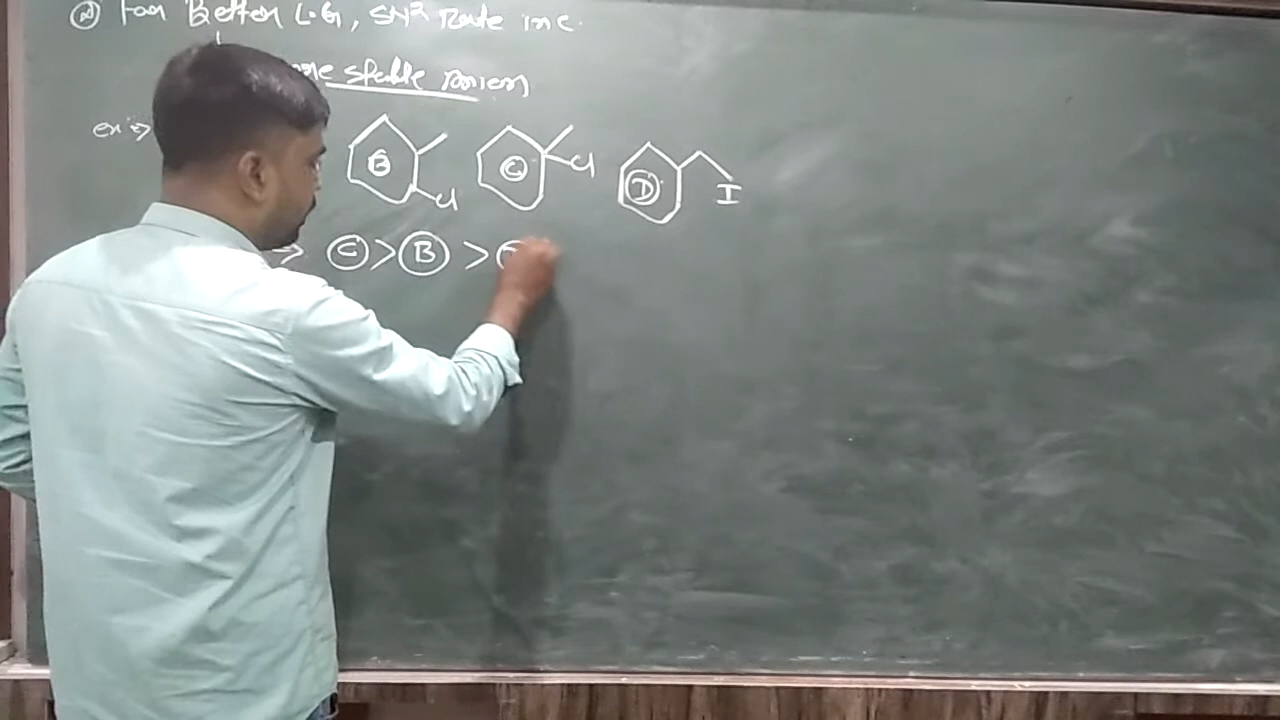 ② For Better L.G, SN² Rate inc.
more stable Anion
ex :→
B Cl C Cl D I
→ C > B >